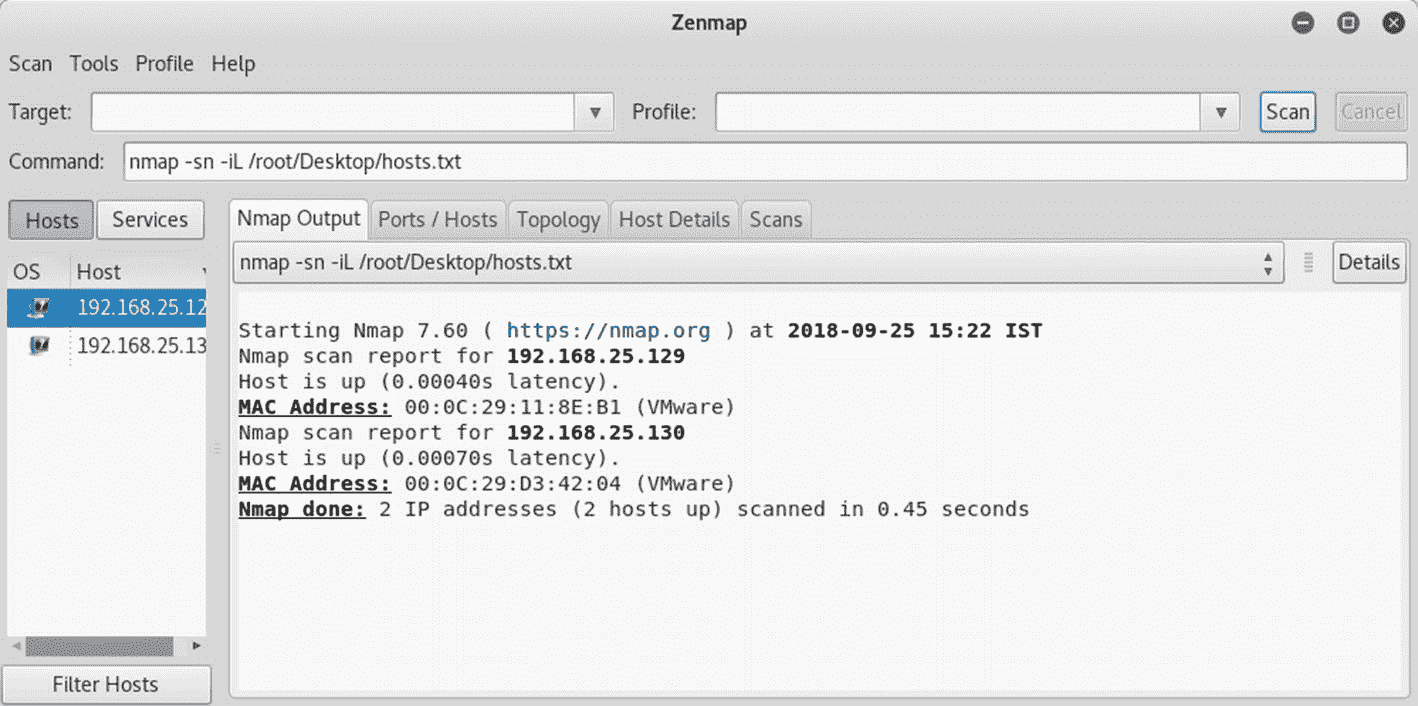 Zenmap
Scan Tools Profile Help
Target: Profile: Scan Cancel
Command: nmap -sn -iL /root/Desktop/hosts.txt
Hosts Services
Nmap Output Ports / Hosts Topology Host Details Scans
OS Host
192.168.25.12
192.168.25.13
nmap -sn -iL /root/Desktop/hosts.txt Details
Starting Nmap 7.60 ( https://nmap.org ) at 2018-09-25 15:22 IST
Nmap scan report for 192.168.25.129
Host is up (0.00040s latency).
MAC Address: 00:0C:29:11:8E:B1 (VMware)
Nmap scan report for 192.168.25.130
Host is up (0.00070s latency).
MAC Address: 00:0C:29:D3:42:04 (VMware)
Nmap done: 2 IP addresses (2 hosts up) scanned in 0.45 seconds
Filter Hosts